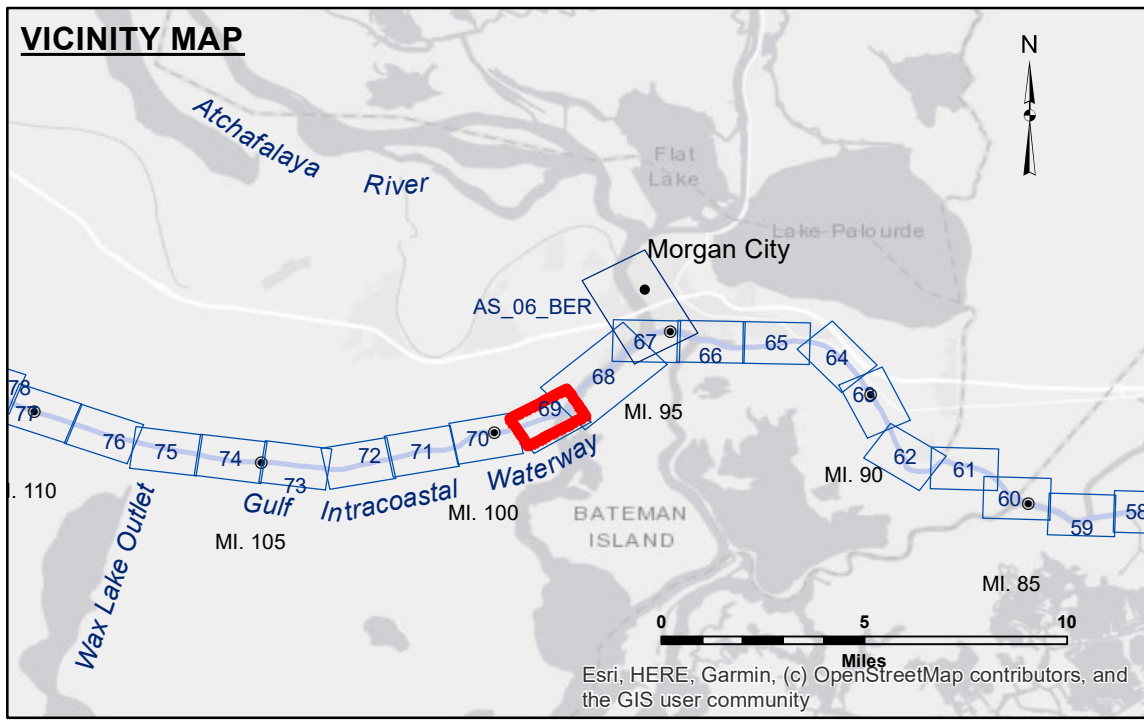 VICINITY MAP
N
Atchafalaya
River
Flat
Lake
Lake Palourde
Morgan City
AS_06_BER
67
66
65
64
63
62
61
60
59
58
68
69
70
71
72
73
74
75
76
77
78
MI. 95
MI. 90
MI. 85
MI. 100
MI. 105
MI. 110
Gulf
Intracoastal
Waterway
Wax Lake Outlet
BATEMAN
ISLAND
0
5
10
Miles
Esri, HERE, Garmin, (c) OpenStreetMap contributors, and
the GIS user community